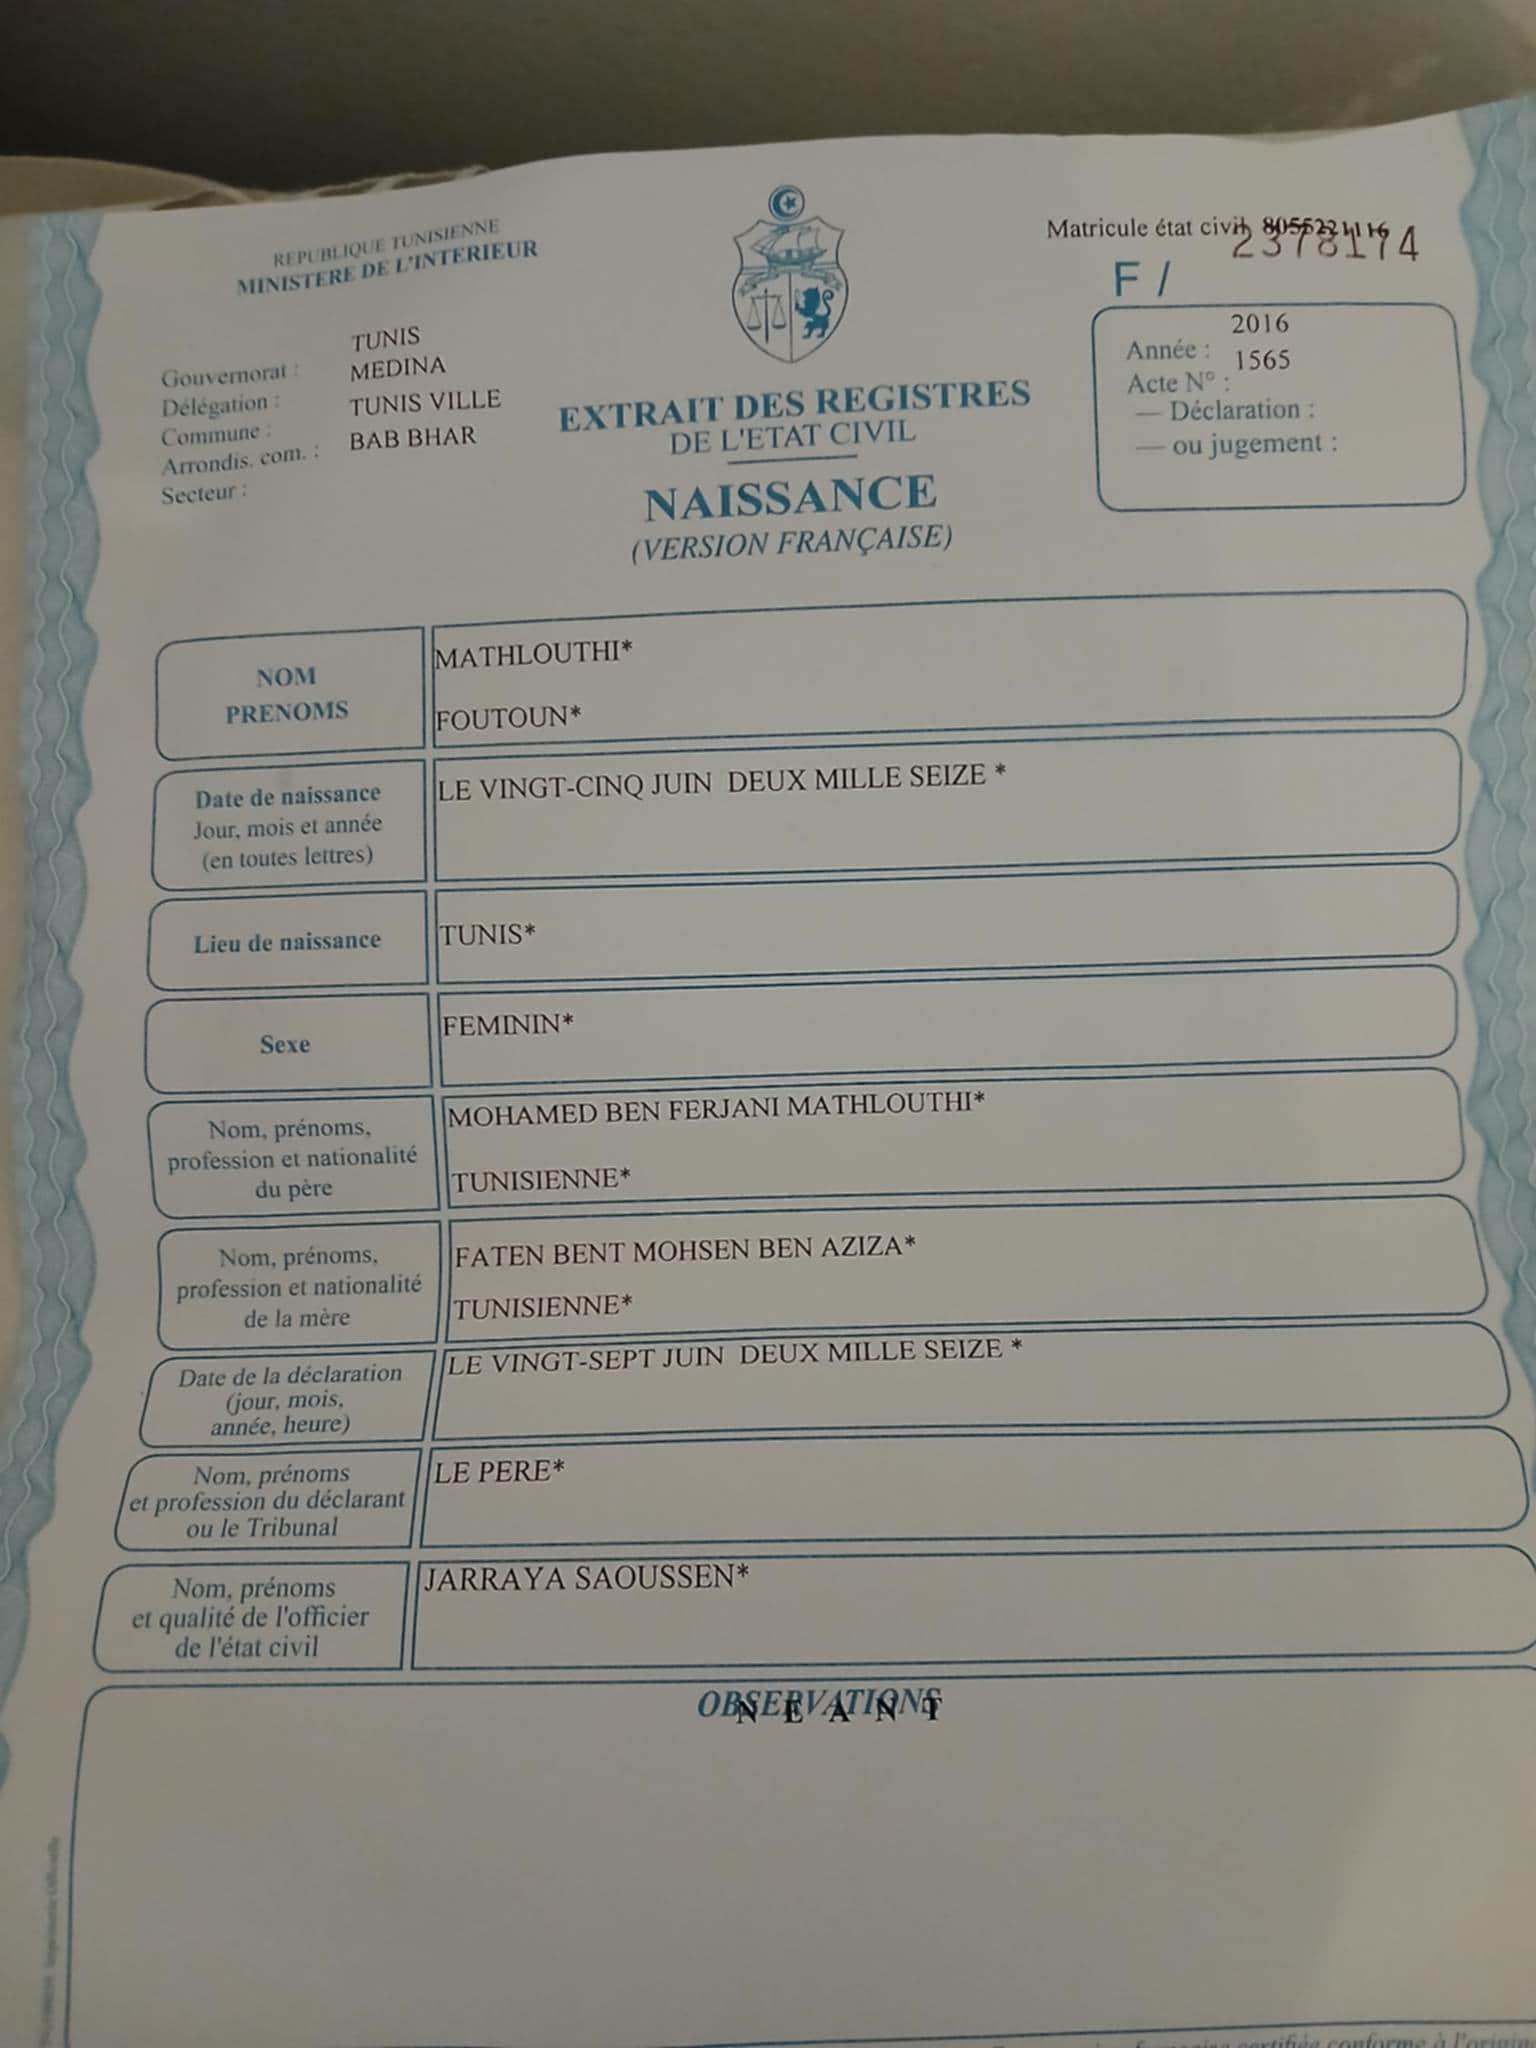 REPUBLIQUE TUNISIENNE
MINISTERE DE L'INTERIEUR
Matricule état civil 8055221116
2378174
F /
Gouvernorat : TUNIS
Délégation : MEDINA
Commune : TUNIS VILLE
Arrondis. com. : BAB BHAR
Secteur :
EXTRAIT DES REGISTRES
DE L'ETAT CIVIL
NAISSANCE
(VERSION FRANÇAISE)
Année : 2016
Acte N° : 1565
— Déclaration :
— ou jugement :
NOM
PRENOMS
MATHLOUTHI*
FOUTOUN*
Date de naissance
Jour, mois et année
(en toutes lettres)
LE VINGT-CINQ JUIN DEUX MILLE SEIZE *
Lieu de naissance
TUNIS*
Sexe
FEMININ*
Nom, prénoms,
profession et nationalité
du père
MOHAMED BEN FERJANI MATHLOUTHI*
TUNISIENNE*
Nom, prénoms,
profession et nationalité
de la mère
FATEN BENT MOHSEN BEN AZIZA*
TUNISIENNE*
Date de la déclaration
(jour, mois,
année, heure)
LE VINGT-SEPT JUIN DEUX MILLE SEIZE *
Nom, prénoms
et profession du déclarant
ou le Tribunal
LE PERE*
Nom, prénoms
et qualité de l'officier
de l'état civil
JARRAYA SAOUSSEN*
OBSERVATIONS
N E A N T
Imprimerie Officielle
certifiée conforme à l'origin